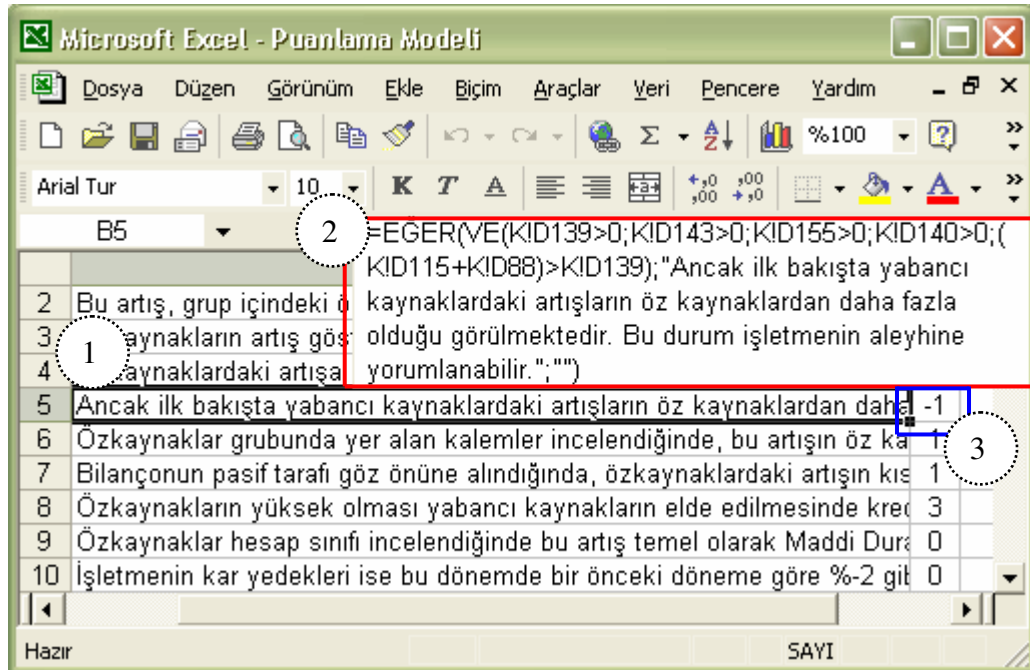 Microsoft Excel - Puanlama Modeli
Dosya Düzen Görünüm Ekle Biçim Araçlar Veri Pencere Yardım
%100
Arial Tur 10 K T A
B5
2
=EĞER(VE(K!D139>0;K!D143>0;K!D155>0;K!D140>0;(
K!D115+K!D88)>K!D139);"Ancak ilk bakışta yabancı
kaynaklardaki artışların öz kaynaklardan daha fazla
olduğu görülmektedir. Bu durum işletmenin aleyhine
yorumlanabilir.";"")
2 Bu artış, grup içindeki ö
3 aynakların artış gös
1
4 aynaklardaki artışa
5 Ancak ilk bakışta yabancı kaynaklardaki artışların öz kaynaklardan daha -1
6 Özkaynaklar grubunda yer alan kalemler incelendiğinde, bu artışın öz ka 1
3
7 Bilançonun pasif tarafı göz önüne alındığında, özkaynaklardaki artışın kıs 1
8 Özkaynakların yüksek olması yabancı kaynakların elde edilmesinde kred 3
9 Özkaynaklar hesap sınıfı incelendiğinde bu artış temel olarak Maddi Dura 0
10 İşletmenin kar yedekleri ise bu dönemde bir önceki döneme göre %-2 gib 0
Hazır SAYI